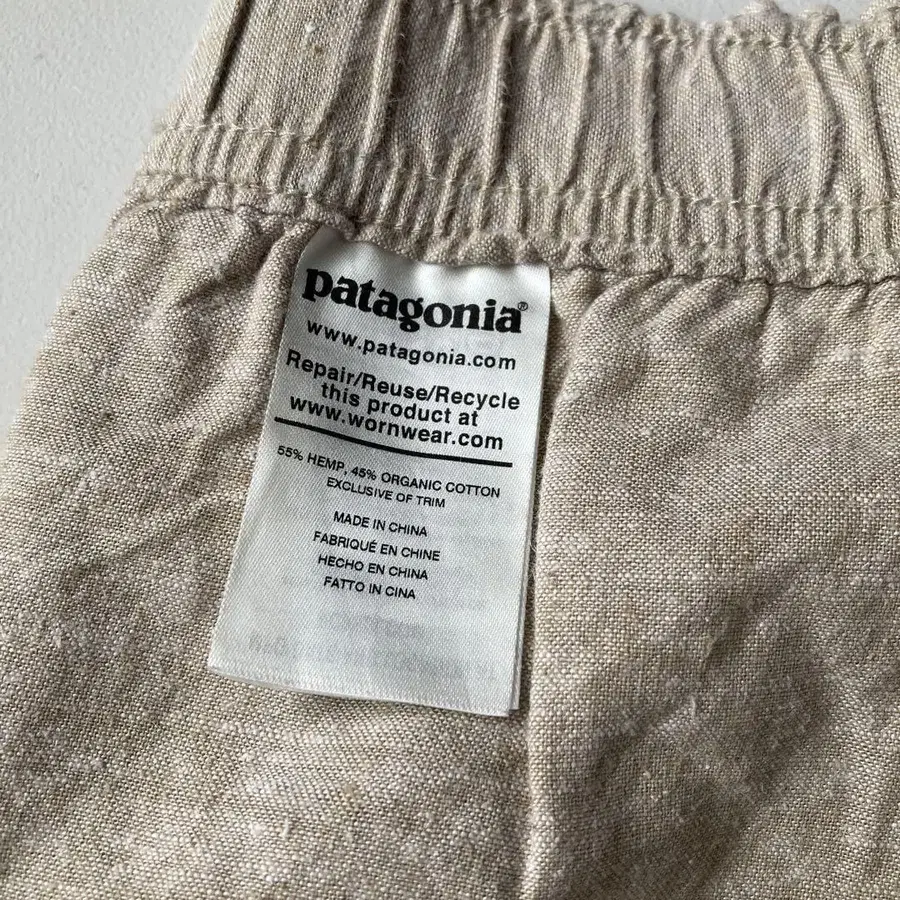 patagonia®
www.patagonia.com
Repair/Reuse/Recycle
this product at
www.wornwear.com
55% HEMP, 45% ORGANIC COTTON
EXCLUSIVE OF TRIM
MADE IN CHINA
FABRIQUÉ EN CHINE
HECHO EN CHINA
FATTO IN CINA